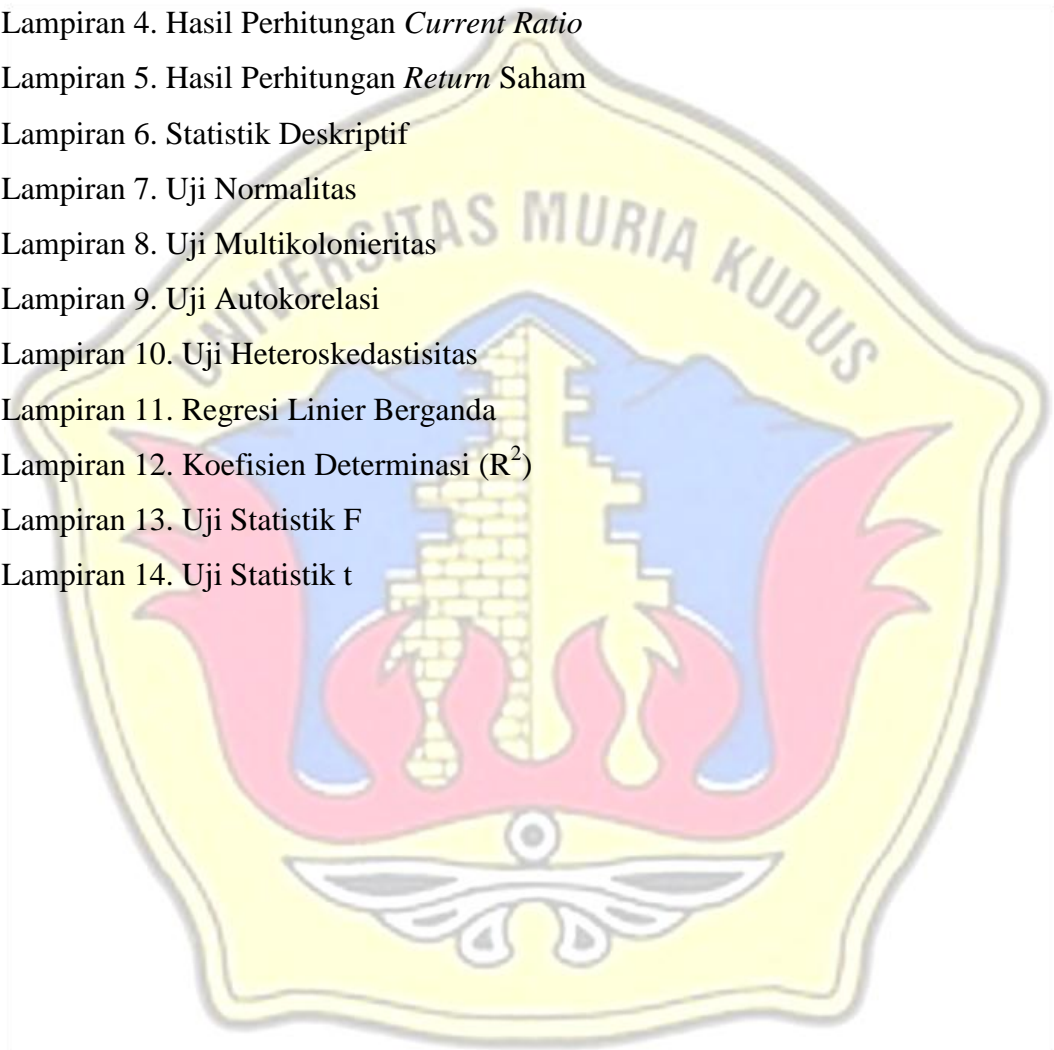 Lampiran 4. Hasil Perhitungan Current Ratio
Lampiran 5. Hasil Perhitungan Return Saham
Lampiran 6. Statistik Deskriptif
Lampiran 7. Uji Normalitas
Lampiran 8. Uji Multikolonieritas
Lampiran 9. Uji Autokorelasi
Lampiran 10. Uji Heteroskedastisitas
Lampiran 11. Regresi Linier Berganda
Lampiran 12. Koefisien Determinasi (R²)
Lampiran 13. Uji Statistik F
Lampiran 14. Uji Statistik t
UNIVERSITAS MURIA KUDUS